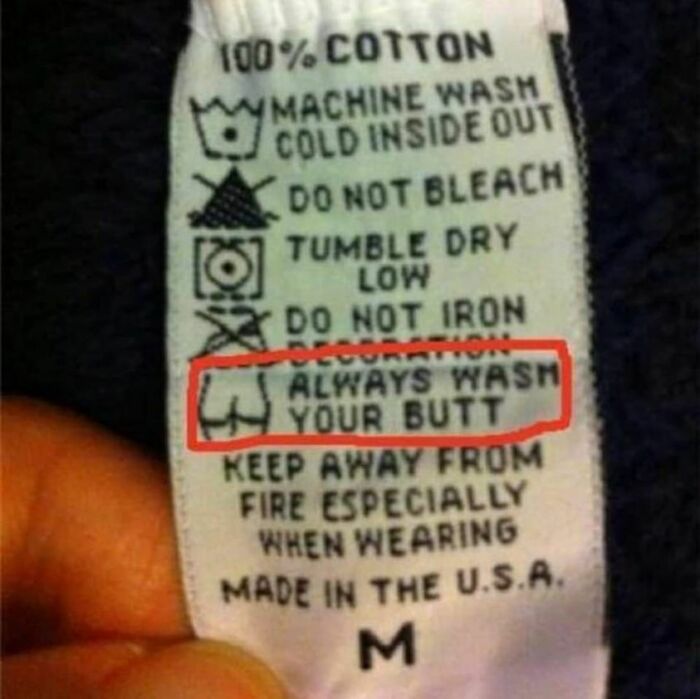 100% COTTON
MACHINE WASH
COLD INSIDE OUT
DO NOT BLEACH
TUMBLE DRY
LOW
DO NOT IRON
DECORATION
ALWAYS WASH
YOUR BUTT
KEEP AWAY FROM
FIRE ESPECIALLY
WHEN WEARING
MADE IN THE U.S.A.
M